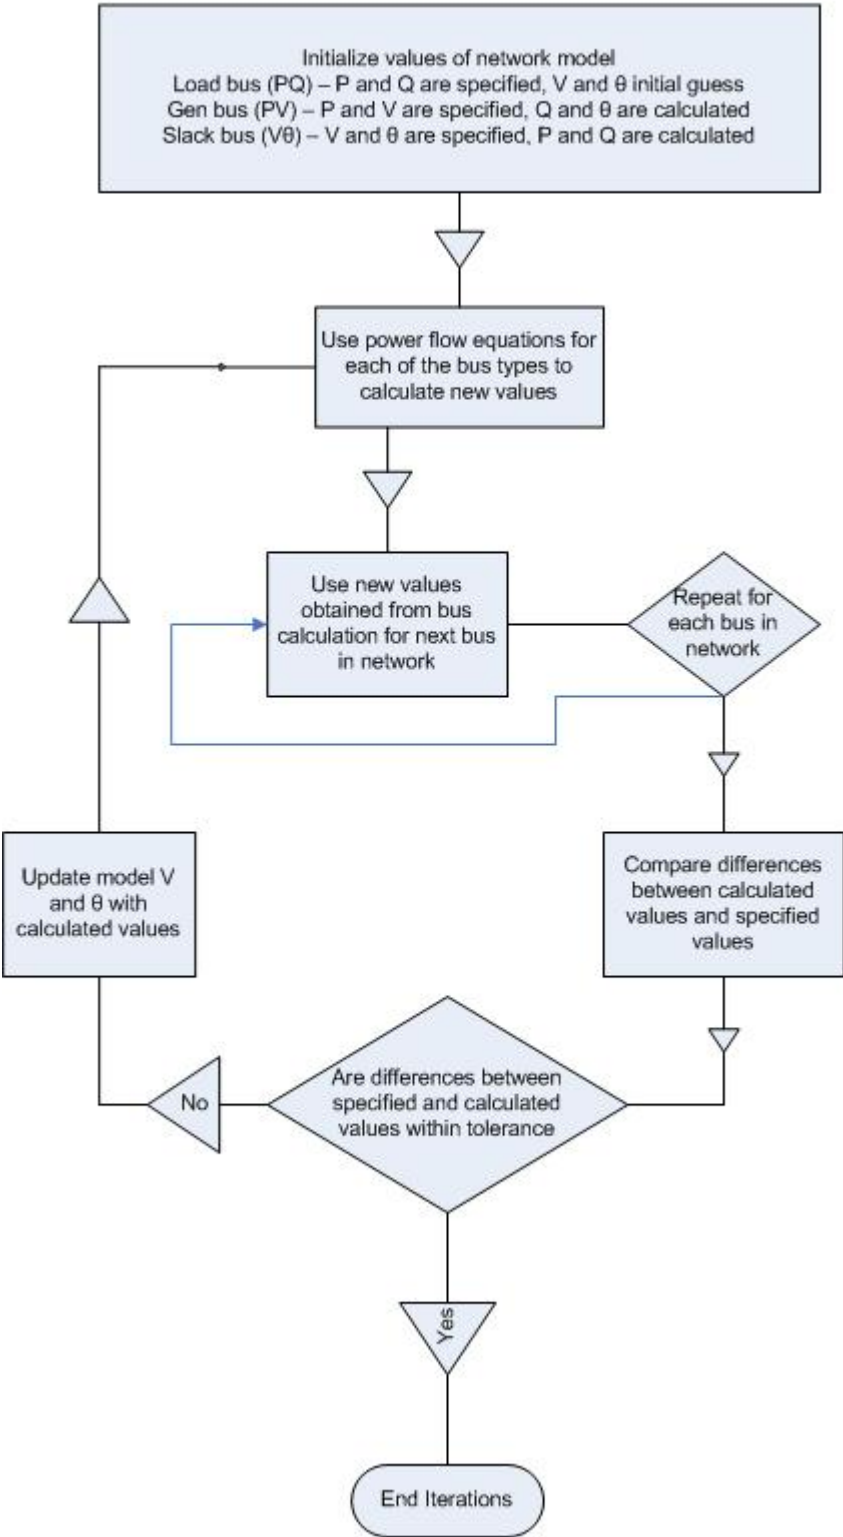 Initialize values of network model
Load bus (PQ) – P and Q are specified, V and θ initial guess
Gen bus (PV) – P and V are specified, Q and θ are calculated
Slack bus (Vθ) – V and θ are specified, P and Q are calculated
Use power flow equations for
each of the bus types to
calculate new values
Use new values
obtained from bus
calculation for next bus
in network
Repeat for
each bus in
network
Update model V
and θ with
calculated values
Compare differences
between calculated
values and specified
values
Are differences between
specified and calculated
values within tolerance
No
Yes
End Iterations